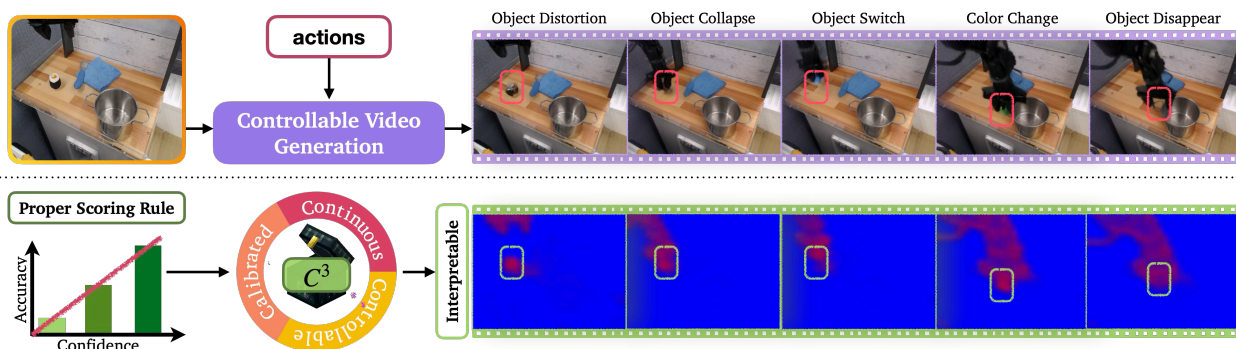 Object Distortion
Object Collapse
Object Switch
Color Change
Object Disappear
actions
Controllable Video
Generation
Proper Scoring Rule
Accuracy
Confidence
Calibrated
Continuous
Controllable
C³
Interpretable